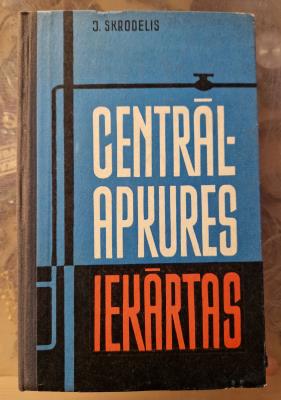 J. SKRODELIS
CENTRĀL-
APKURES
IEKĀRTAS